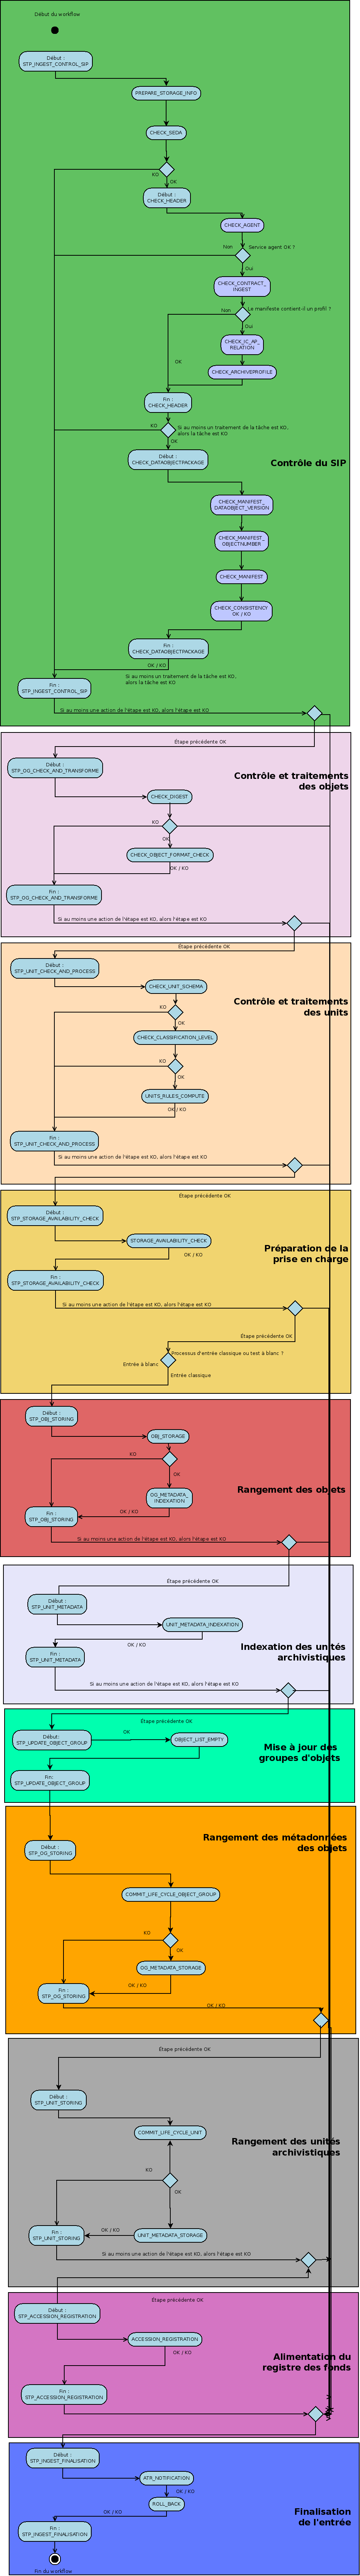 Début du workflow
Début :
STP_INGEST_CONTROL_SIP
PREPARE_STORAGE_INFO
CHECK_SEDA
KO
OK
Début :
CHECK_HEADER
CHECK_AGENT
Non
Service agent OK ?
Oui
CHECK_CONTRACT_
INGEST
Non
Le manifeste contient-il un profil ?
Oui
CHECK_IC_AP_
RELATION
OK
CHECK_ARCHIVEPROFILE
Fin :
CHECK_HEADER
KO
Si au moins un traitement de la tâche est KO,
alors la tâche est KO
OK
Début :
CHECK_DATAOBJECTPACKAGE
Contrôle du SIP
CHECK_MANIFEST_
DATAOBJECT_VERSION
CHECK_MANIFEST_
OBJECTNUMBER
CHECK_MANIFEST
CHECK_CONSISTENCY
OK / KO
Fin :
CHECK_DATAOBJECTPACKAGE
OK / KO
Si au moins un traitement de la tâche est KO,
alors la tâche est KO
Fin :
STP_INGEST_CONTROL_SIP
Si au moins une action de l'étape est KO, alors l'étape est KO
Étape précédente OK
Début :
STP_OG_CHECK_AND_TRANSFORME
Contrôle et traitements
des objets
CHECK_DIGEST
KO
OK
CHECK_OBJECT_FORMAT_CHECK
OK / KO
Fin :
STP_OG_CHECK_AND_TRANSFORME
Si au moins une action de l'étape est KO, alors l'étape est KO
Étape précédente OK
Début :
STP_UNIT_CHECK_AND_PROCESS
CHECK_UNIT_SCHEMA
Contrôle et traitements
des units
KO
OK
CHECK_CLASSIFICATION_LEVEL
KO
OK
UNITS_RULES_COMPUTE
OK / KO
Fin :
STP_UNIT_CHECK_AND_PROCESS
Si au moins une action de l'étape est KO, alors l'étape est KO
Étape précédente OK
Début :
STP_STORAGE_AVAILABILITY_CHECK
STORAGE_AVAILABILITY_CHECK
Préparation de la
prise en charge
OK / KO
Fin :
STP_STORAGE_AVAILABILITY_CHECK
Si au moins une action de l'étape est KO, alors l'étape est KO
Étape précédente OK
Processus d'entrée classique ou test à blanc ?
Entrée à blanc
Entrée classique
Début :
STP_OBJ_STORING
OBJ_STORAGE
KO
OK
Rangement des objets
OG_METADATA_
INDEXATION
OK / KO
Fin :
STP_OBJ_STORING
Si au moins une action de l'étape est KO, alors l'étape est KO
Étape précédente OK
Début :
STP_UNIT_METADATA
UNIT_METADATA_INDEXATION
OK / KO
Indexation des unités
archivistiques
Fin :
STP_UNIT_METADATA
Si au moins une action de l'étape est KO, alors l'étape est KO
Étape précédente OK
Début:
STP_UPDATE_OBJECT_GROUP
OK
OBJECT_LIST_EMPTY
Mise à jour des
groupes d'objets
Fin:
STP_UPDATE_OBJECT_GROUP
Rangement des métadonnées
des objets
Début :
STP_OG_STORING
COMMIT_LIFE_CYCLE_OBJECT_GROUP
KO
OK
OG_METADATA_STORAGE
OK / KO
Fin :
STP_OG_STORING
OK / KO
Étape précédente OK
Début :
STP_UNIT_STORING
COMMIT_LIFE_CYCLE_UNIT
Rangement des unités
archivistiques
KO
OK
Fin :
STP_UNIT_STORING
OK / KO
UNIT_METADATA_STORAGE
Si au moins une action de l'étape est KO, alors l'étape est KO
Étape précédente OK
Début :
STP_ACCESSION_REGISTRATION
ACCESSION_REGISTRATION
OK / KO
Alimentation du
registre des fonds
Fin :
STP_ACCESSION_REGISTRATION
Début :
STP_INGEST_FINALISATION
ATR_NOTIFICATION
OK / KO
ROLL_BACK
OK / KO
Finalisation
de l'entrée
Fin :
STP_INGEST_FINALISATION
Fin du workflow